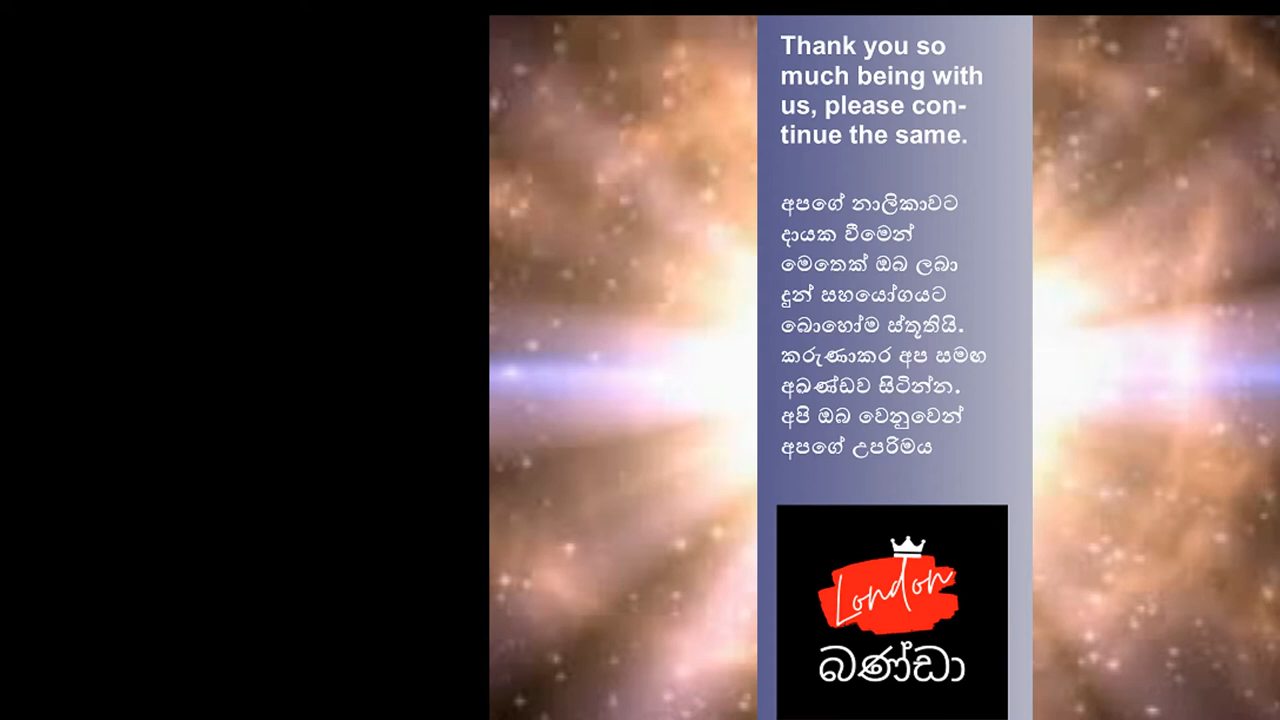 Thank you so
much being with
us, please con-
tinue the same.
අපගේ නාලිකාවට
දායක වීමෙන්
මෙතෙක් ඔබ ලබා
දුන් සහයෝගයට
බොහෝම ස්තූතියි.
කරුණාකර අප සමඟ
අඛණ්ඩව සිටින්න.
අපි ඔබ වෙනුවෙන්
අපගේ උපරිමය
London
බණ්ඩා